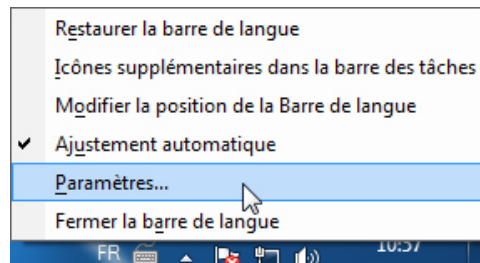 Restaurer la barre de langue
Icônes supplémentaires dans la barre des tâches
Modifier la position de la Barre de langue
Ajustement automatique
Paramètres...
Fermer la barre de langue
FR 10:57